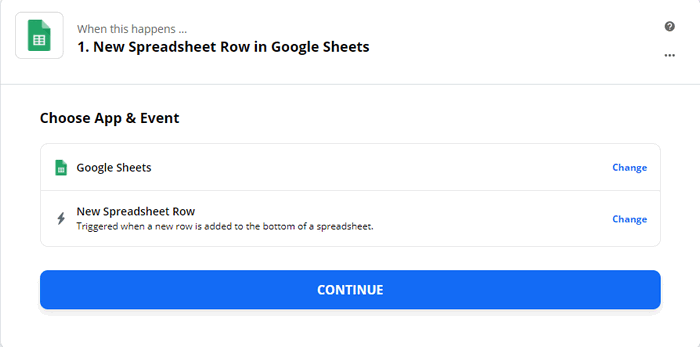 When this happens ...
1. New Spreadsheet Row in Google Sheets
?
...
Choose App & Event
Google Sheets
Change
New Spreadsheet Row
Triggered when a new row is added to the bottom of a spreadsheet.
Change
CONTINUE